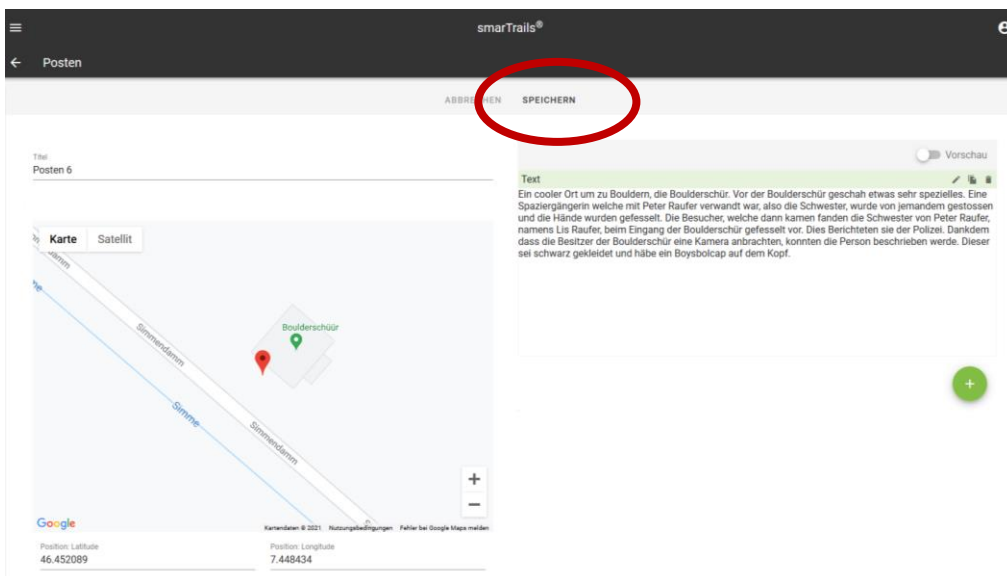 smarTrails®
Posten
ABBRECHEN SPEICHERN
Titel
Posten 6
Vorschau
Text
Ein cooler Ort um zu Bouldern, die Boulderschür. Vor der Boulderschür geschah etwas sehr spezielles. Eine
Spaziergängerin welche mit Peter Raufer verwandt war, also die Schwester, wurde von jemandem gestossen
und die Hände wurden gefesselt. Die Besucher, welche dann kamen fanden die Schwester von Peter Raufer,
namens Lis Raufer, beim Eingang der Boulderschür gefesselt vor. Dies Berichteten sie der Polizei. Dankdem
dass die Besitzer der Boulderschür eine Kamera anbrachten, konnten die Person beschrieben werde. Dieser
sei schwarz gekleidet und häbe ein Boysbolcap auf dem Kopf.
Karte Satellit
Simmendamm
Boulderschüür
Simme
Simmendamm
+
+
−
Google
Kartendaten © 2021 Nutzungsbedingungen Fehler bei Google Maps melden
Position: Latitude
46.452089
Position: Longitude
7.448434